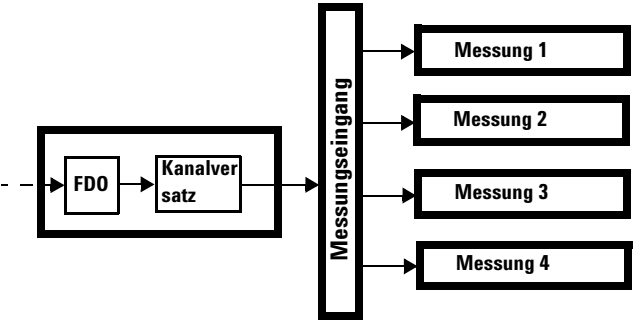 FDO
Kanalver
satz
Messungseingang
Messung 1
Messung 2
Messung 3
Messung 4